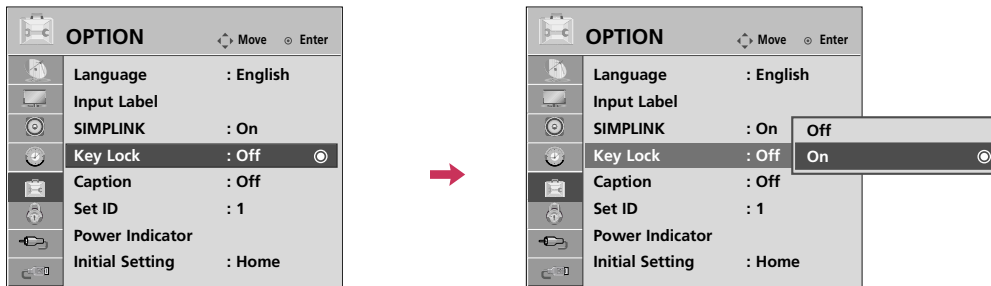 OPTION Move Enter
Language : English
Input Label
SIMPLINK : On
Key Lock : Off
Caption : Off
Set ID : 1
Power Indicator
Initial Setting : Home
OPTION Move Enter
Language : English
Input Label
SIMPLINK : On
Key Lock : Off
Caption : Off
Set ID : 1
Power Indicator
Initial Setting : Home
Off
On